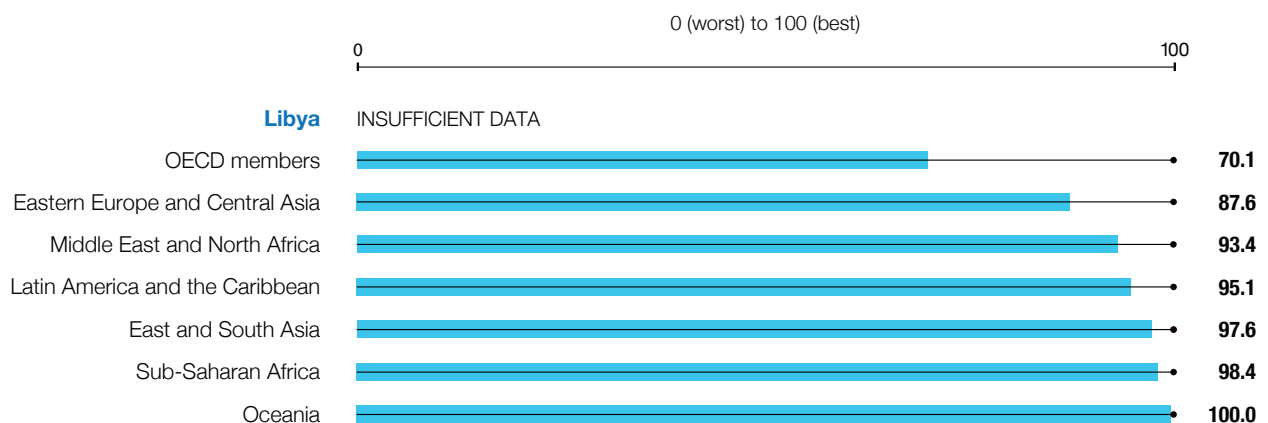 0 (worst) to 100 (best)
0 100
Libya INSUFFICIENT DATA
OECD members 70.1
Eastern Europe and Central Asia 87.6
Middle East and North Africa 93.4
Latin America and the Caribbean 95.1
East and South Asia 97.6
Sub-Saharan Africa 98.4
Oceania 100.0